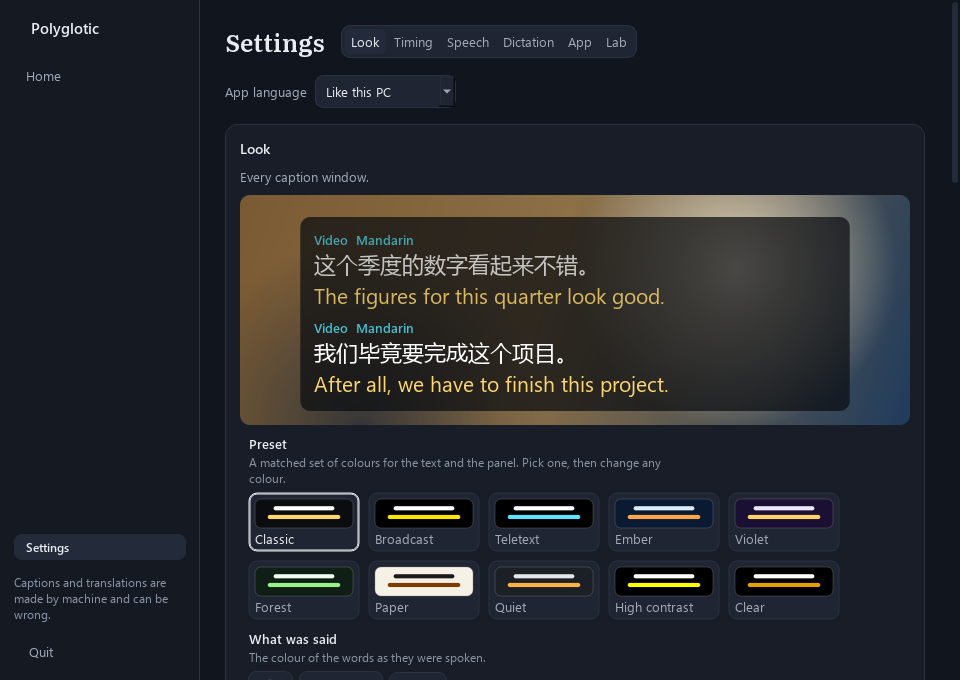 Polyglotic
Home
Settings
Captions and translations are
made by machine and can be
wrong.
Quit
Settings
Look Timing Speech Dictation App Lab
App language Like this PC
Look
Every caption window.
Video Mandarin
这个季度的数字看起来不错。
The figures for this quarter look good.
Video Mandarin
我们毕竟要完成这个项目。
After all, we have to finish this project.
Preset
A matched set of colours for the text and the panel. Pick one, then change any
colour.
Classic Broadcast Teletext Ember Violet
Forest Paper Quiet High contrast Clear
What was said
The colour of the words as they were spoken.